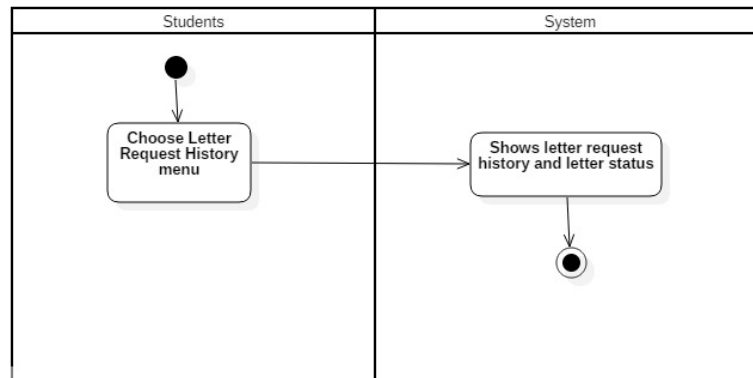 Students
System
Choose Letter
Request History
menu
Shows letter request
history and letter status